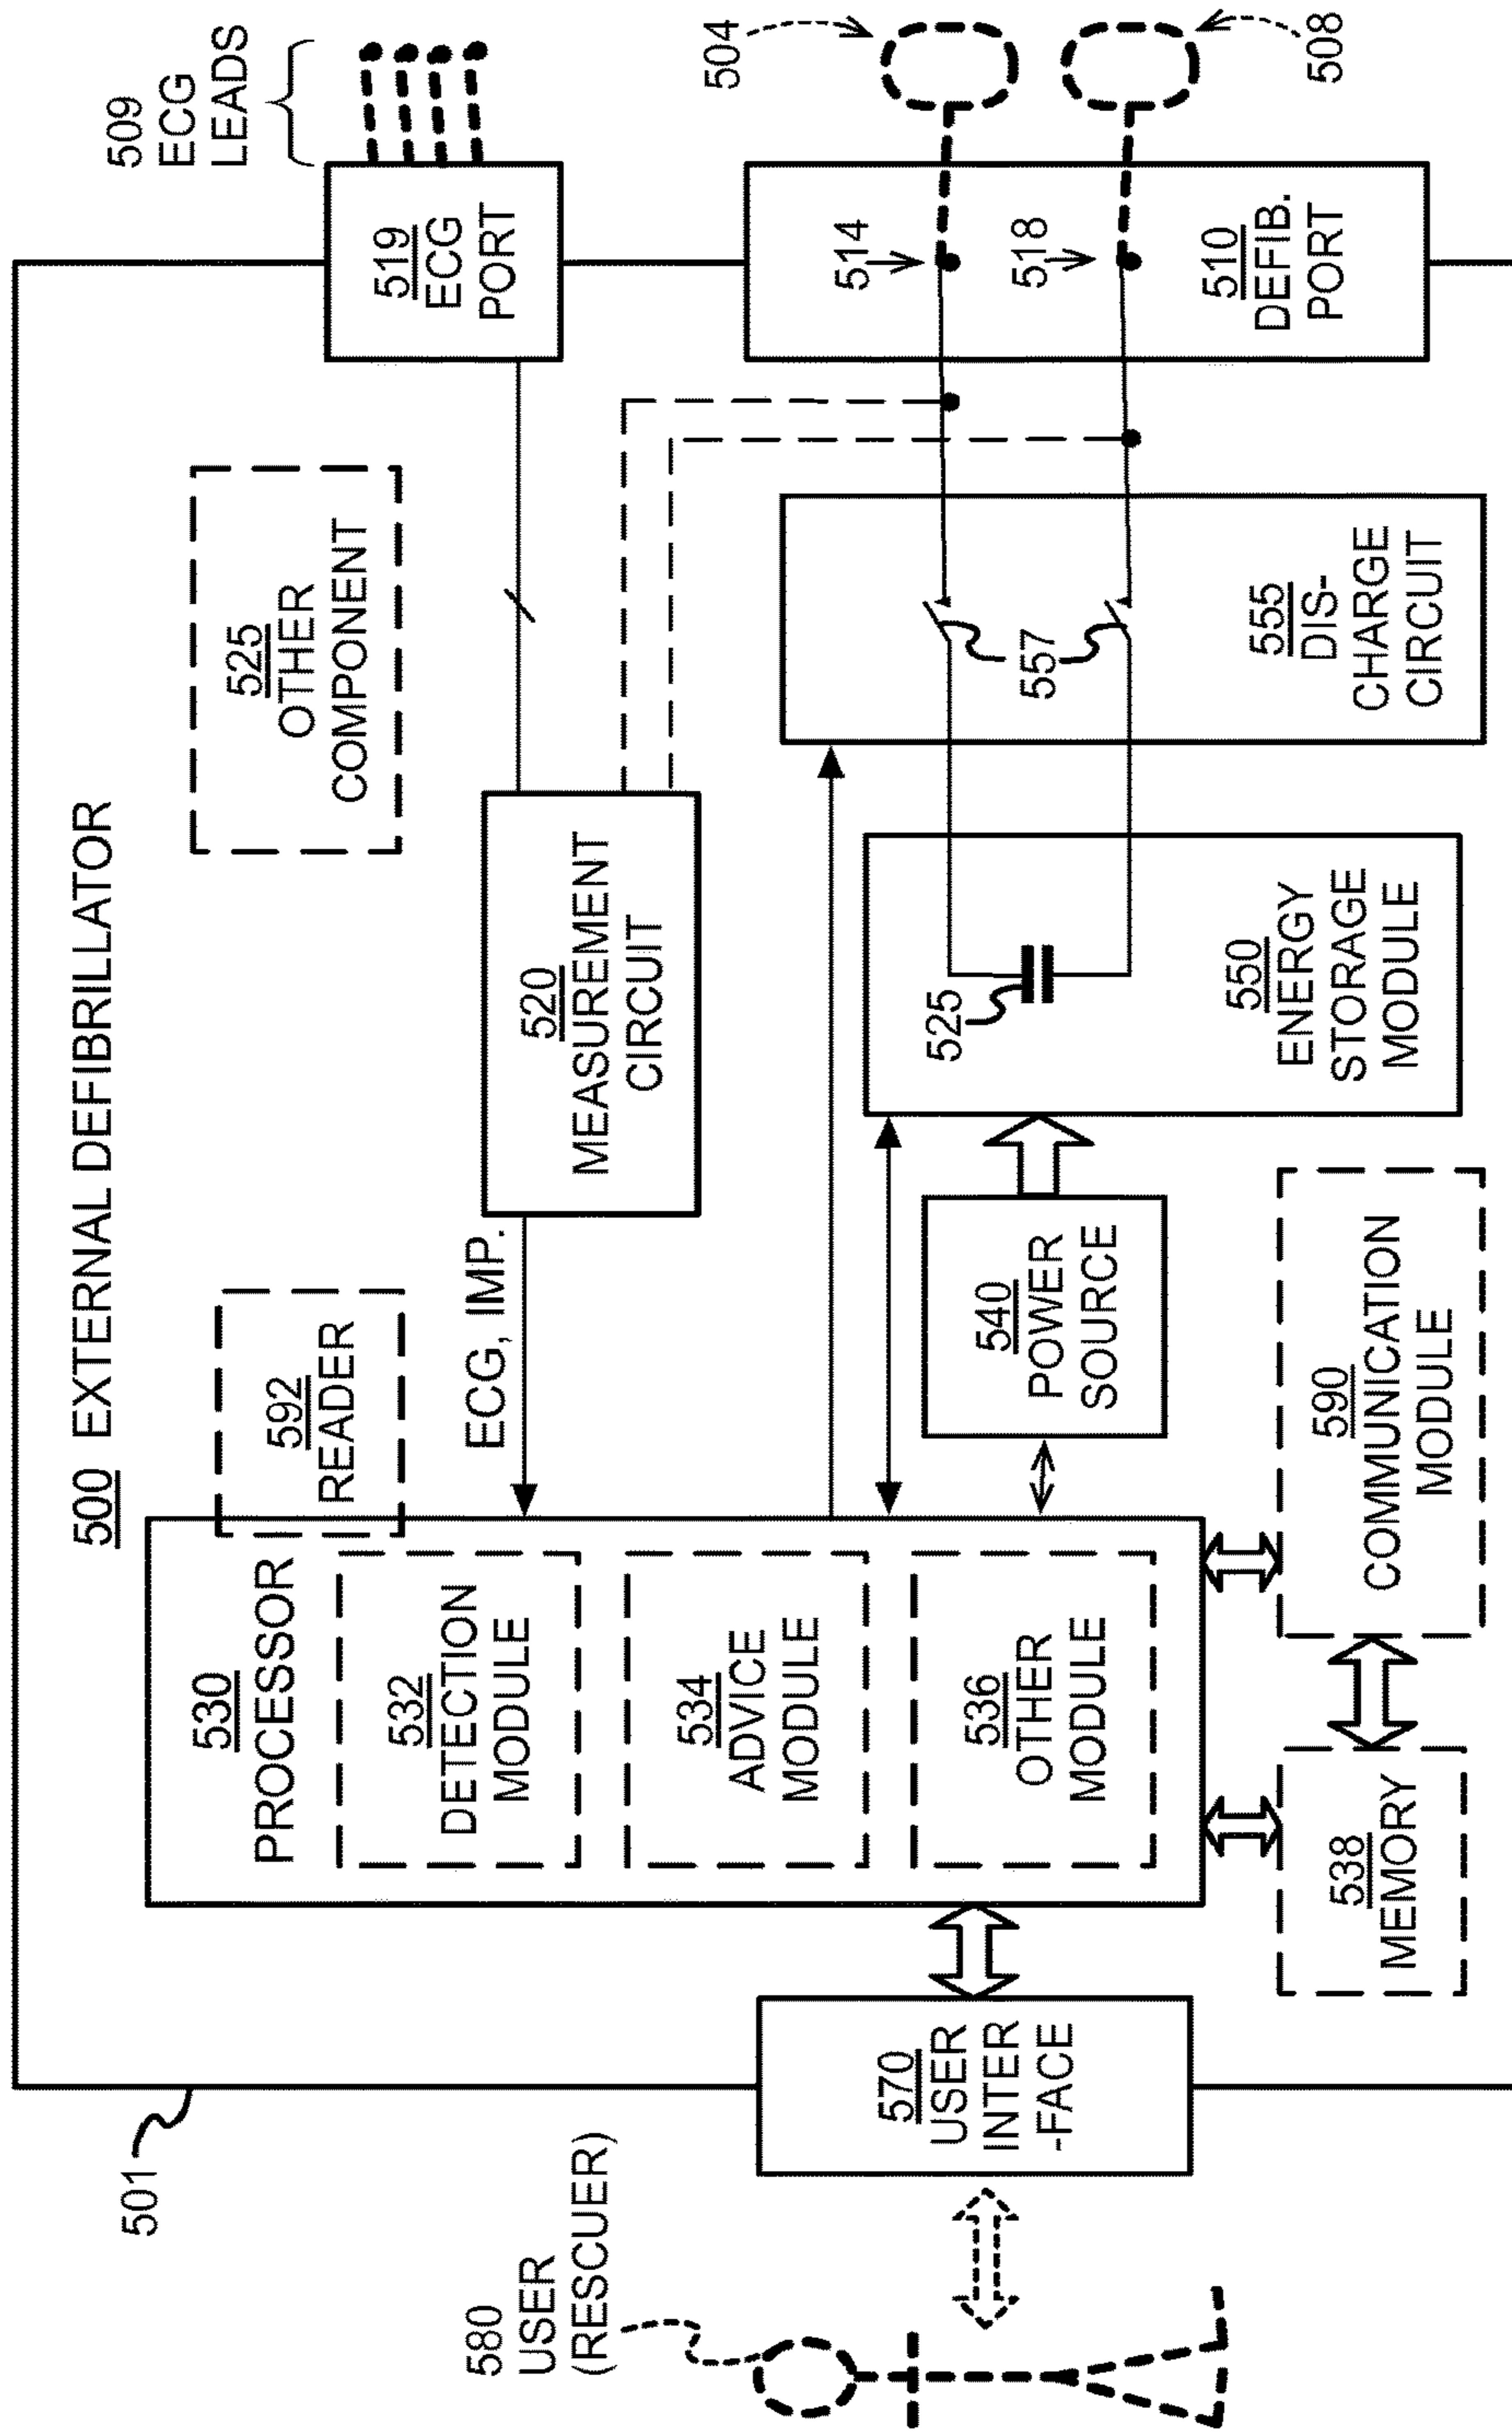 500 EXTERNAL DEFIBRILLATOR
501
580
USER
(RESCUER)
570
USER
INTER
-FACE
530
PROCESSOR
532
DETECTION
MODULE
534
ADVICE
MODULE
536
OTHER
MODULE
538
MEMORY
592
READER
ECG, IMP.
590
COMMUNICATION
MODULE
540
POWER
SOURCE
520
MEASUREMENT
CIRCUIT
525
550
ENERGY
STORAGE
MODULE
525
OTHER
COMPONENT
557
555
DIS-
CHARGE
CIRCUIT
519
ECG
PORT
509
ECG
LEADS
514
518
510
DEFIB.
PORT
504
508